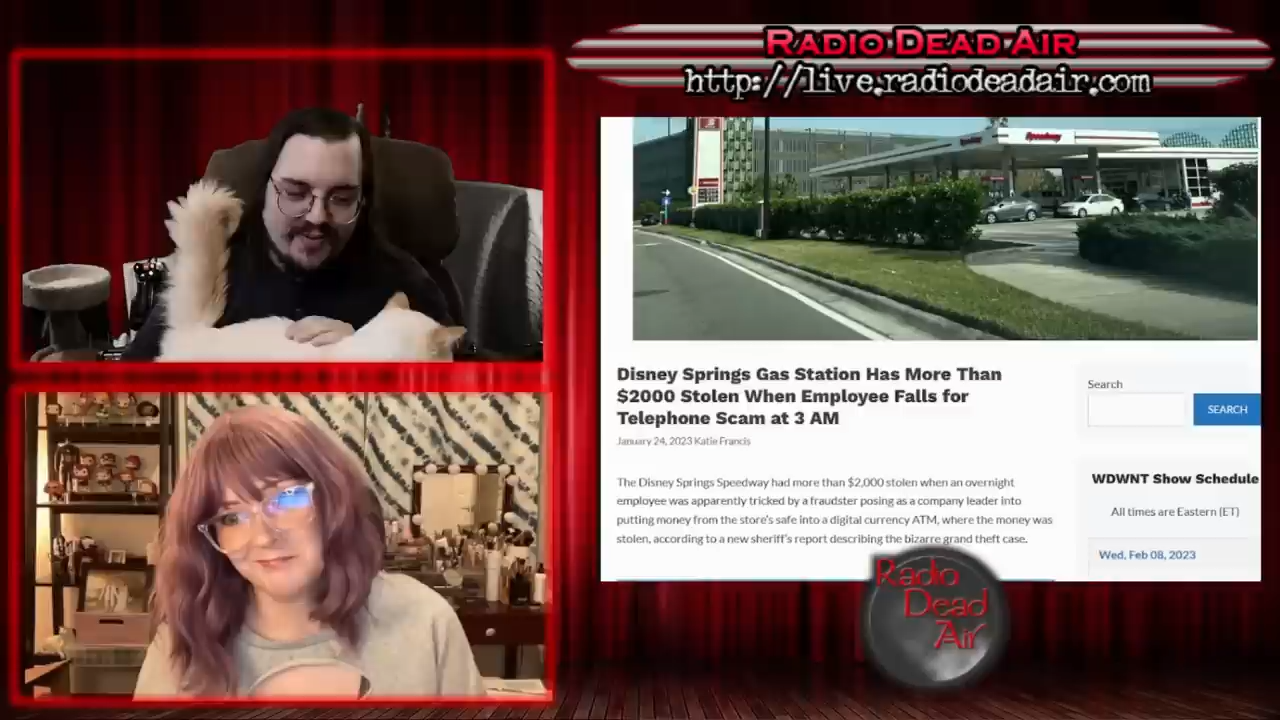 RADIO DEAD AIR
http://live.radiodeadair.com
Speedway
Disney Springs Gas Station Has More Than
$2000 Stolen When Employee Falls for
Telephone Scam at 3 AM
January 24, 2023 Katie Francis
The Disney Springs Speedway had more than $2,000 stolen when an overnight
employee was apparently tricked by a fraudster posing as a company leader into
putting money from the store's safe into a digital currency ATM, where the money was
stolen, according to a new sheriff's report describing the bizarre grand theft case.
Search
SEARCH
WDWNT Show Schedule
All times are Eastern (ET)
Wed, Feb 08, 2023
Radio
Dead
Air